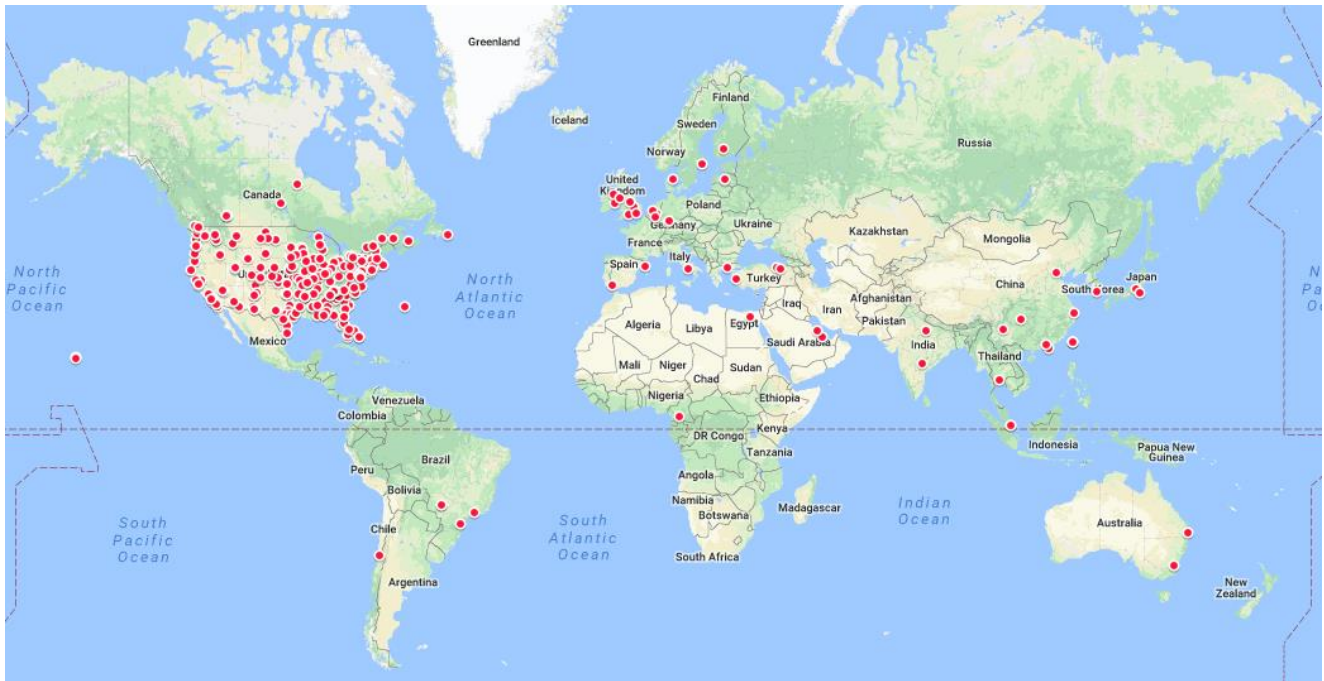 Greenland
Iceland
Finland
Sweden
Norway
Russia
Canada
United
Kingdom
Poland
Germany
Ukraine
France
Kazakhstan
Mongolia
North
Pacific
Ocean
North
Atlantic
Ocean
Spain
Italy
Turkey
China
Japan
South Korea
Iraq
Iran
Afghanistan
Pakistan
Mexico
Algeria
Libya
Egypt
Saudi Arabia
India
Thailand
Mali
Niger
Chad
Sudan
Nigeria
Ethiopia
Venezuela
Colombia
DR Congo
Kenya
Tanzania
Indonesia
Papua New
Guinea
Peru
Brazil
Bolivia
Angola
Namibia
Botswana
Madagascar
Indian
Ocean
Australia
Chile
South
Pacific
Ocean
South
Atlantic
Ocean
South Africa
Argentina
New
Zealand